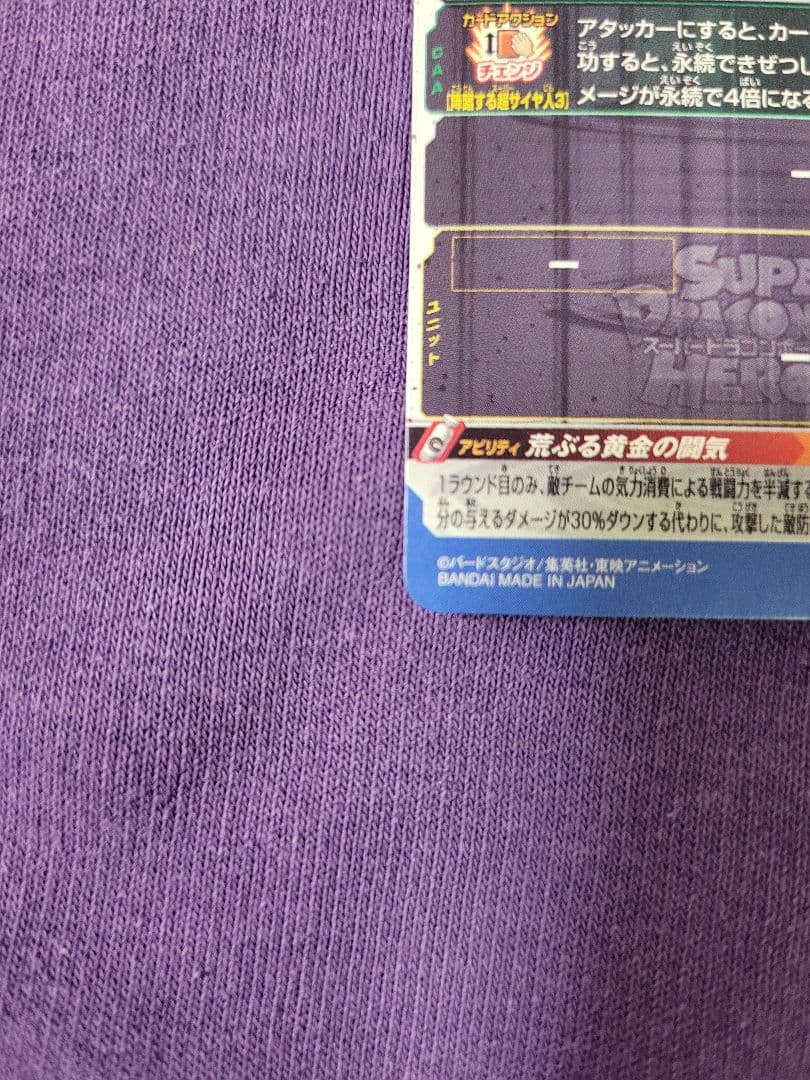 カードアクション
チェンジ
CAA
[降臨する超サイヤ人3]
アタッカーにすると、カー
功すると、永続できぜつし
メージが永続で4倍になる
ー
ー
ユニット
SUPE
DRAGON
スーパードラゴンボー
HERO
アビリティ 荒ぶる黄金の闘気
1ラウンド目のみ、敵チームの気力消費による戦闘力を半減する
分の与えるダメージが30%ダウンする代わりに、攻撃した敵防
©バードスタジオ/集英社・東映アニメーション
BANDAI MADE IN JAPAN